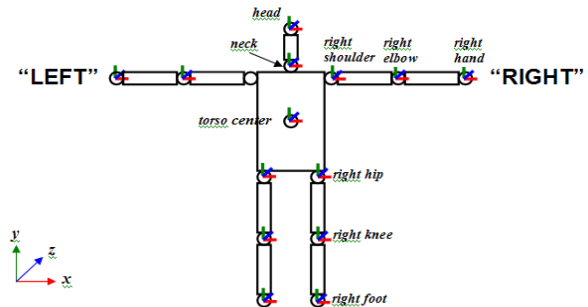 head
neck
right
shoulder
right
elbow
right
hand
“LEFT”
“RIGHT”
torso center
right hip
right knee
right foot
y
z
x